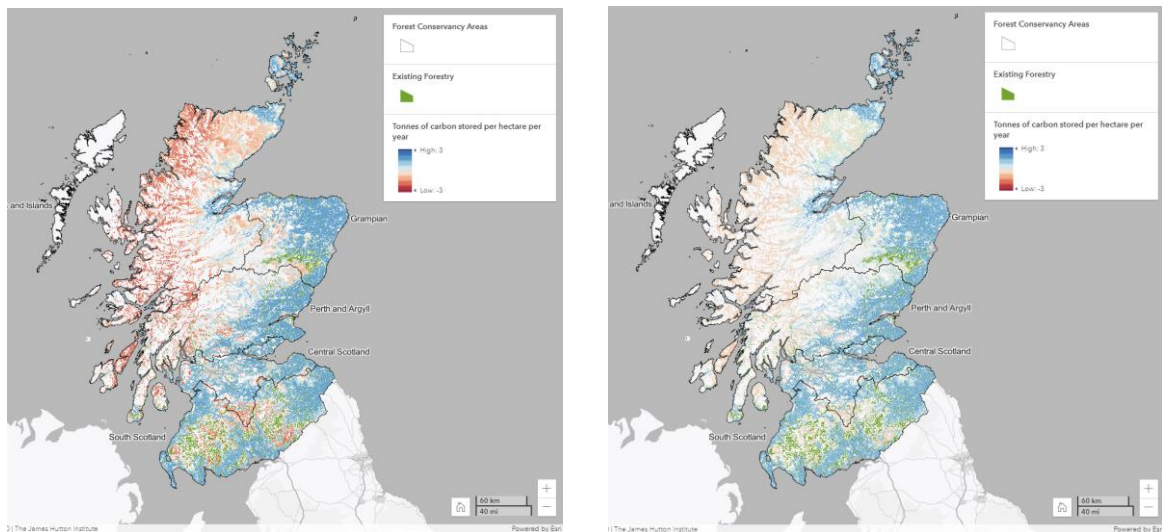 Forest Conservancy Areas
Existing Forestry
Tonnes of carbon stored per hectare per
year
High: 3
Low: -3
s and Islands
Grampian
Perth and Argyll
Central Scotland
South Scotland
60 km
40 mi
+
−
| The James Hutton Institute
Powered by Esri
Forest Conservancy Areas
Existing Forestry
Tonnes of carbon stored per hectare per
year
High: 3
Low: -3
and Islands
Grampian
Perth and Argyll
Central Scotland
South Scotland
60 km
40 mi
+
−
| The James Hutton Institute
Powered by Esri